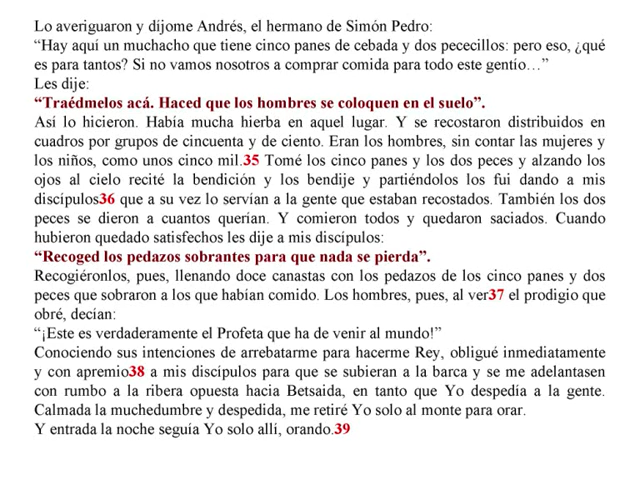 Lo averiguaron y díjome Andrés, el hermano de Simón Pedro:
“Hay aquí un muchacho que tiene cinco panes de cebada y dos pececillos: pero eso, ¿qué
es para tantos? Si no vamos nosotros a comprar comida para todo este gentío…”
Les dije:
“Traédmelos acá. Haced que los hombres se coloquen en el suelo”.
Así lo hicieron. Había mucha hierba en aquel lugar. Y se recostaron distribuidos en
cuadros por grupos de cincuenta y de ciento. Eran los hombres, sin contar las mujeres y
los niños, como unos cinco mil.35 Tomé los cinco panes y los dos peces y alzando los
ojos al cielo recité la bendición y los bendije y partiéndolos los fui dando a mis
discípulos36 que a su vez lo servían a la gente que estaban recostados. También los dos
peces se dieron a cuantos querían. Y comieron todos y quedaron saciados. Cuando
hubieron quedado satisfechos les dije a mis discípulos:
“Recoged los pedazos sobrantes para que nada se pierda”.
Recogiéronlos, pues, llenando doce canastas con los pedazos de los cinco panes y dos
peces que sobraron a los que habían comido. Los hombres, pues, al ver37 el prodigio que
obré, decían:
“¡Este es verdaderamente el Profeta que ha de venir al mundo!”
Conociendo sus intenciones de arrebatarme para hacerme Rey, obligué inmediatamente
y con apremio38 a mis discípulos para que se subieran a la barca y se me adelantasen
con rumbo a la ribera opuesta hacia Betsaida, en tanto que Yo despedía a la gente.
Calmada la muchedumbre y despedida, me retiré Yo solo al monte para orar.
Y entrada la noche seguía Yo solo allí, orando.39